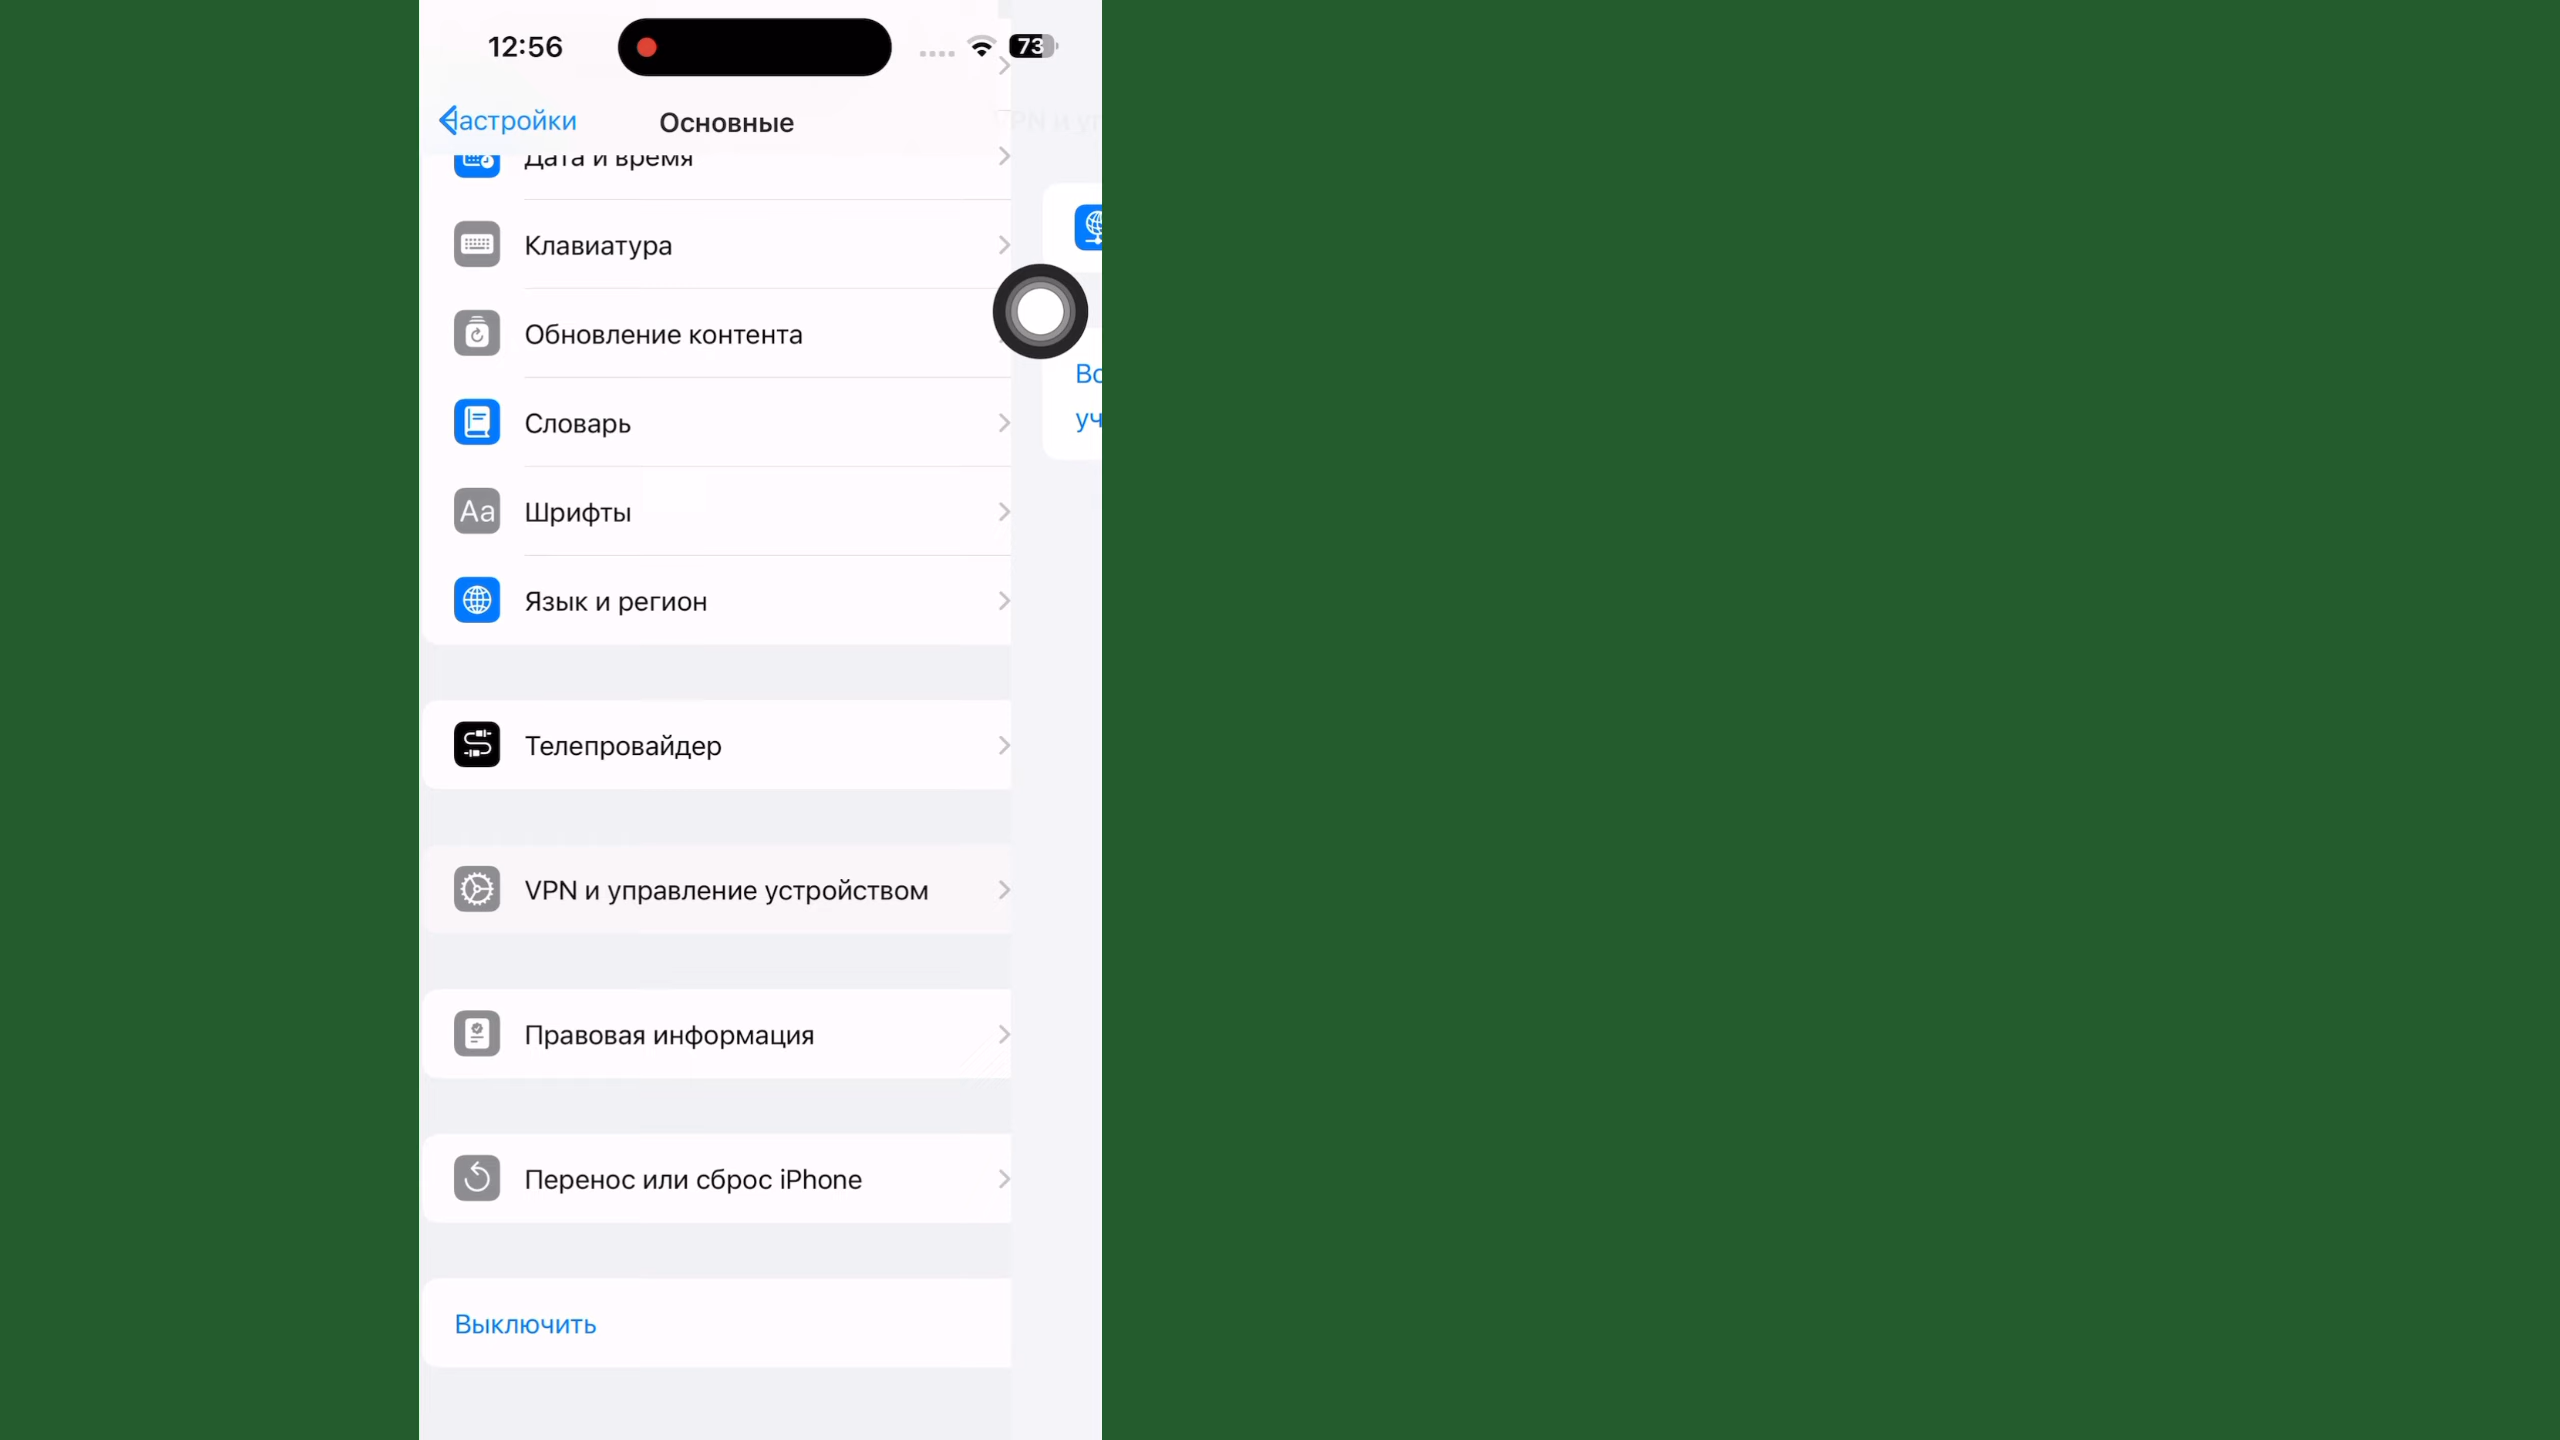 12:56
73
Настройки
Основные
Дата и время
Клавиатура
Обновление контента
Словарь
Aa
Шрифты
Язык и регион
Телепровайдер
VPN и управление устройством
Правовая информация
Перенос или сброс iPhone
Выключить